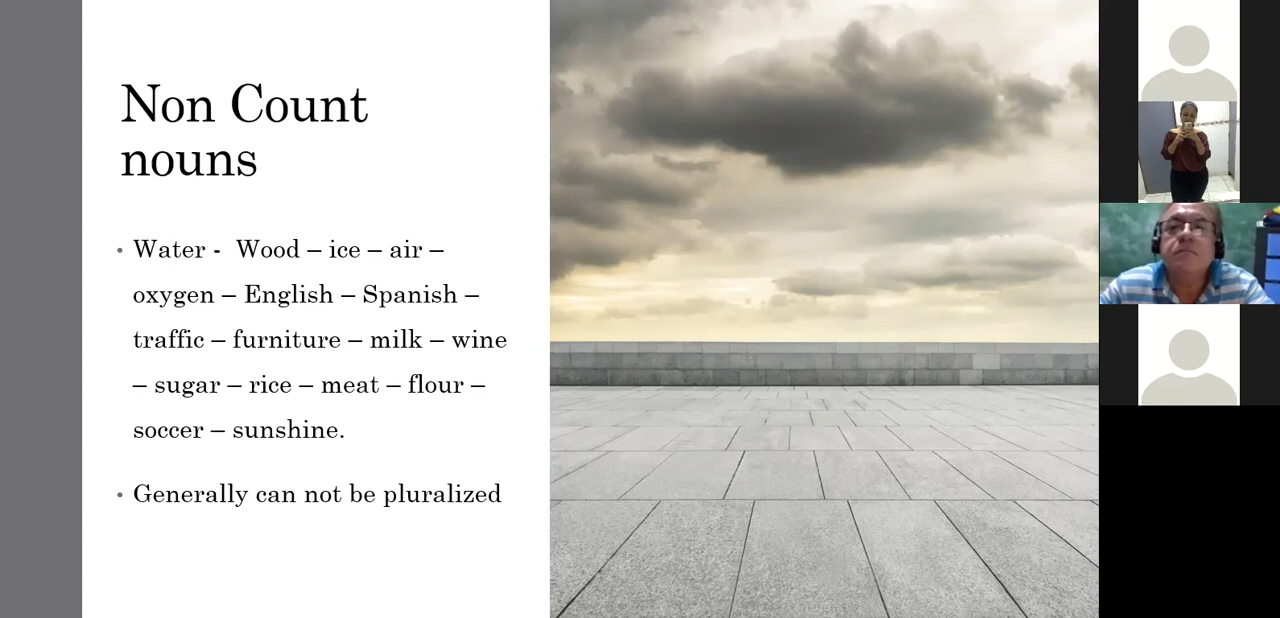 Non Count
nouns
• Water -  Wood – ice – air –
oxygen – English – Spanish –
traffic – furniture – milk – wine
– sugar – rice – meat – flour –
soccer – sunshine.
• Generally can not be pluralized